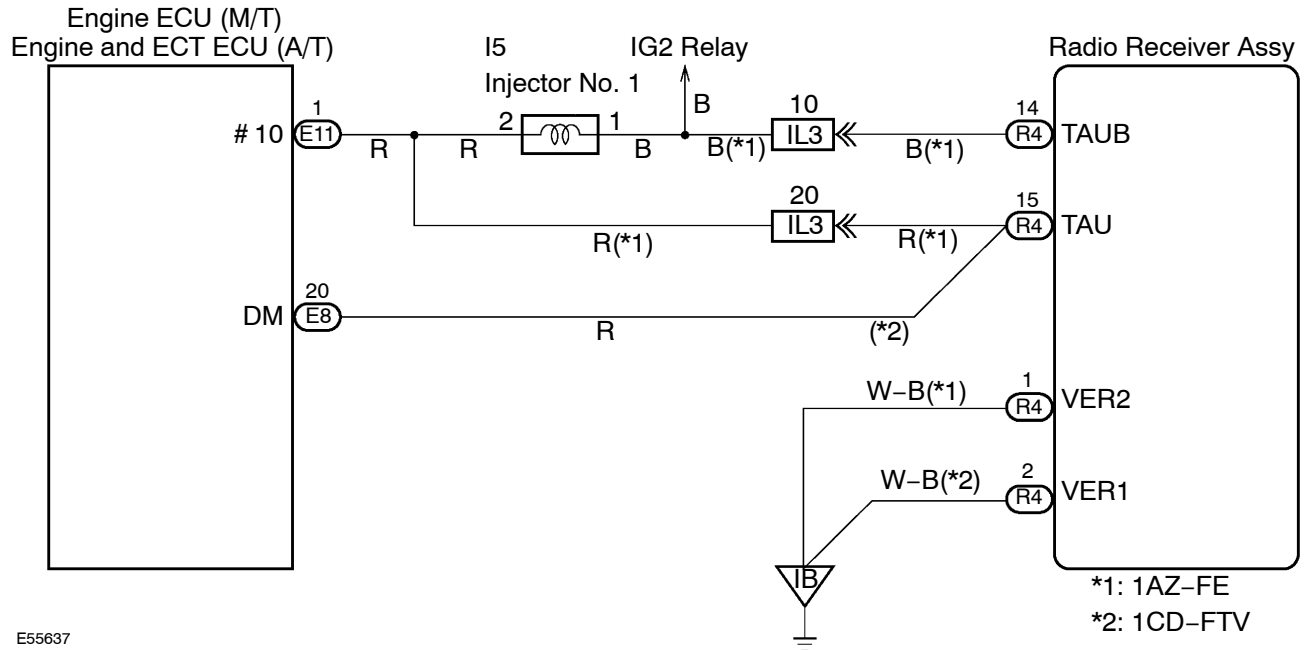 Engine ECU (M/T)
Engine and ECT ECU (A/T)
I5
Injector No. 1
IG2 Relay
Radio Receiver Assy
# 10
1
E11
R
R
2
1
B
B
B(*1)
10
IL3
B(*1)
14
R4
TAUB
R(*1)
20
IL3
R(*1)
15
R4
TAU
DM
20
E8
R
(*2)
W−B(*1)
1
R4
VER2
W−B(*2)
2
R4
VER1
IB
*1: 1AZ−FE
*2: 1CD−FTV
E55637